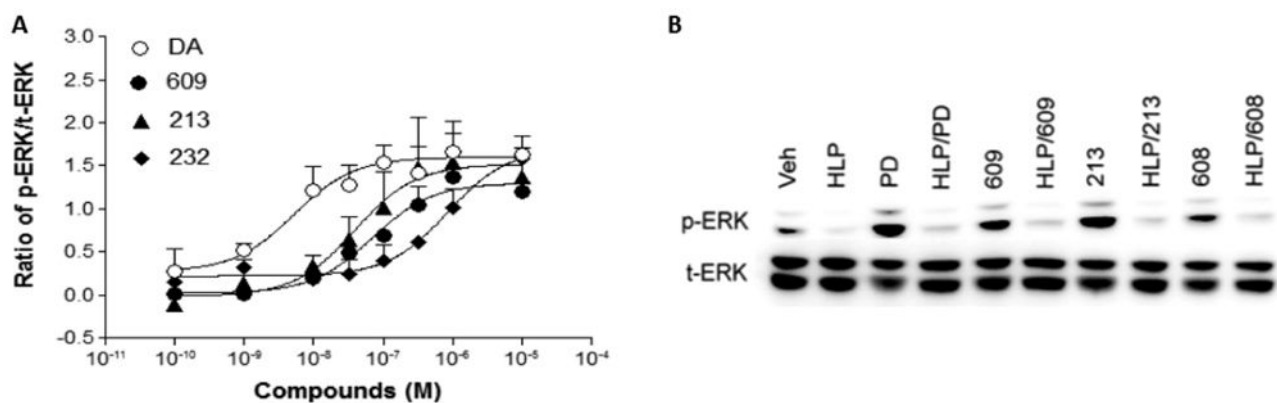 A
Ratio of p-ERK/t-ERK
3.0
2.5
2.0
1.5
1.0
0.5
0.0
-0.5
DA
609
213
232
10⁻¹¹ 10⁻¹⁰ 10⁻⁹ 10⁻⁸ 10⁻⁷ 10⁻⁶ 10⁻⁵ 10⁻⁴
Compounds (M)
B
Veh HLP PD HLP/PD 609 HLP/609 213 HLP/213 608 HLP/608
p-ERK
t-ERK